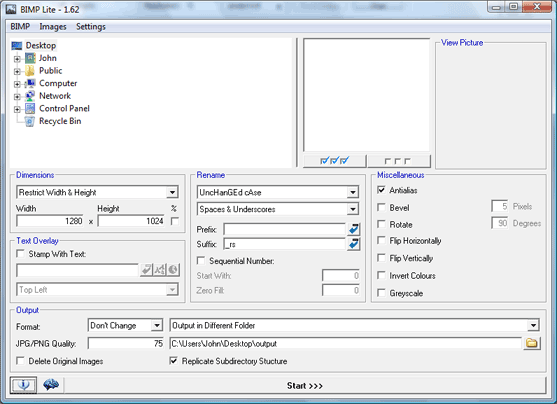 BIMP Lite - 1.62
BIMP Images Settings
Desktop
John
Public
Computer
Network
Control Panel
Recycle Bin
View Picture
Dimensions
Restrict Width & Height
Width Height %
1280 x 1024
Text Overlay
Stamp With Text:
Top Left
Rename
UncHanGEd cAse
Spaces & Underscores
Prefix:
Suffix: _rs
Sequential Number:
Start With: 0
Zero Fill: 0
Miscellaneous
Antialias
Bevel 5 Pixels
Rotate 90 Degrees
Flip Horizontally
Flip Vertically
Invert Colours
Greyscale
Output
Format: Don't Change Output in Different Folder
JPG/PNG Quality: 75 C:\Users\John\Desktop\output
Delete Original Images Replicate Subdirectory Stucture
Start >>>